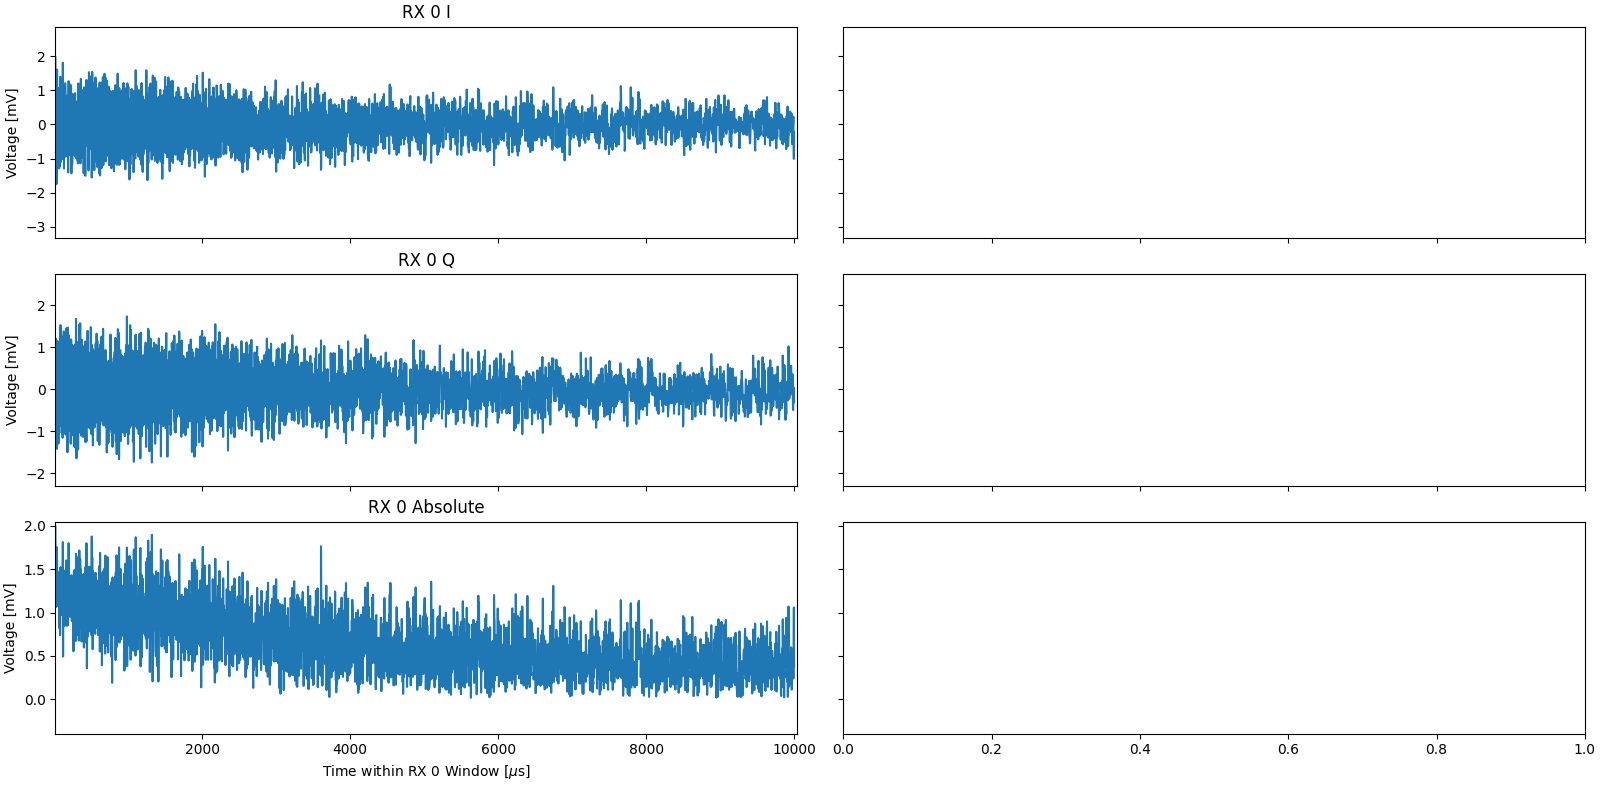 RX 0 I
Voltage [mV]
2
1
0
−1
−2
−3
RX 0 Q
Voltage [mV]
2
1
0
−1
−2
RX 0 Absolute
Voltage [mV]
2.0
1.5
1.0
0.5
0.0
2000 4000 6000 8000 10000
0.0 0.2 0.4 0.6 0.8 1.0
Time within RX 0 Window [μs]